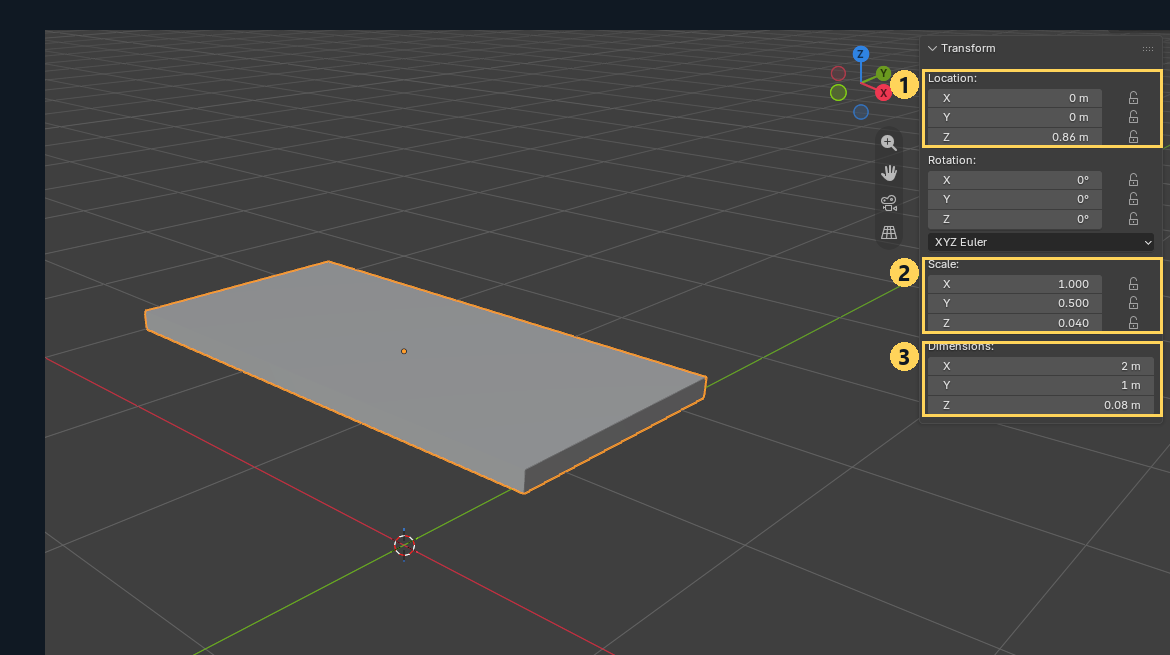 Transform
Z
Y
X
1
Location:
X 0 m
Y 0 m
Z 0.86 m
Rotation:
X 0°
Y 0°
Z 0°
XYZ Euler
2
Scale:
X 1.000
Y 0.500
Z 0.040
3
Dimensions:
X 2 m
Y 1 m
Z 0.08 m